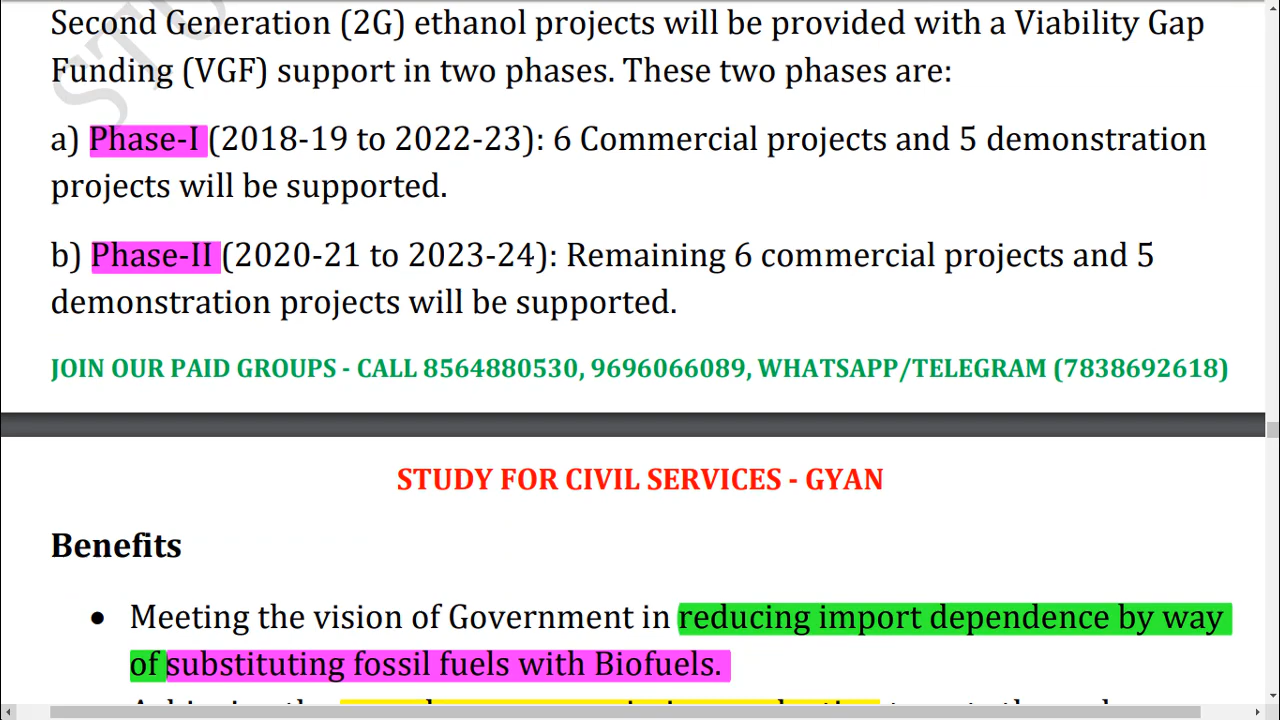 Second Generation (2G) ethanol projects will be provided with a Viability Gap
Funding (VGF) support in two phases. These two phases are:
a) Phase-I (2018-19 to 2022-23): 6 Commercial projects and 5 demonstration
projects will be supported.
b) Phase-II (2020-21 to 2023-24): Remaining 6 commercial projects and 5
demonstration projects will be supported.
JOIN OUR PAID GROUPS - CALL 8564880530, 9696066089, WHATSAPP/TELEGRAM (7838692618)
STUDY FOR CIVIL SERVICES - GYAN
Benefits
• Meeting the vision of Government in reducing import dependence by way
of substituting fossil fuels with Biofuels.